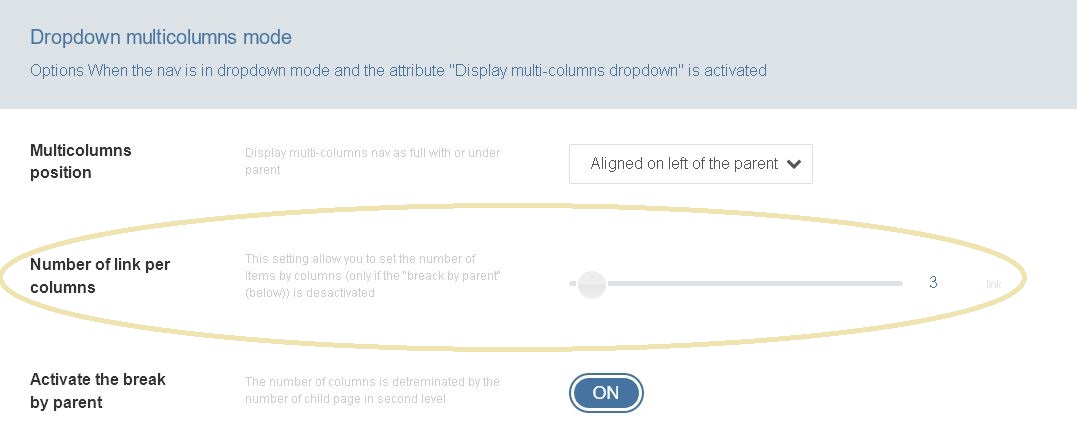 Dropdown multicolumns mode
Options When the nav is in dropdown mode and the attribute "Display multi-columns dropdown" is activated
Multicolumns
position
Display multi-columns nav as full with or under
parent
Aligned on left of the parent
Number of link per
columns
This setting allow you to set the number of
items by columns (only if the "breack by parent"
(below)) is desactivated
3
link
Activate the break
by parent
The number of columns is detreminated by the
number of child page in second level
ON